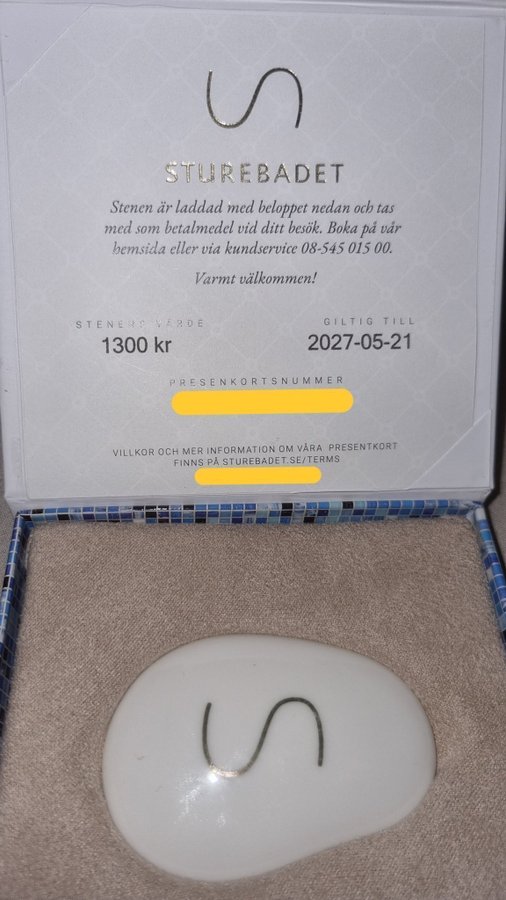 STUREBADET
Stenen är laddad med beloppet nedan och tas
med som betalmedel vid ditt besök. Boka på vår
hemsida eller via kundservice 08-545 015 00.
Varmt välkommen!
STENENS VÄRDE GILTIG TILL
1300 kr 2027-05-21
PRESENKORTSNUMMER
VILLKOR OCH MER INFORMATION OM VÅRA PRESENTKORT
FINNS PÅ STUREBADET.SE/TERMS